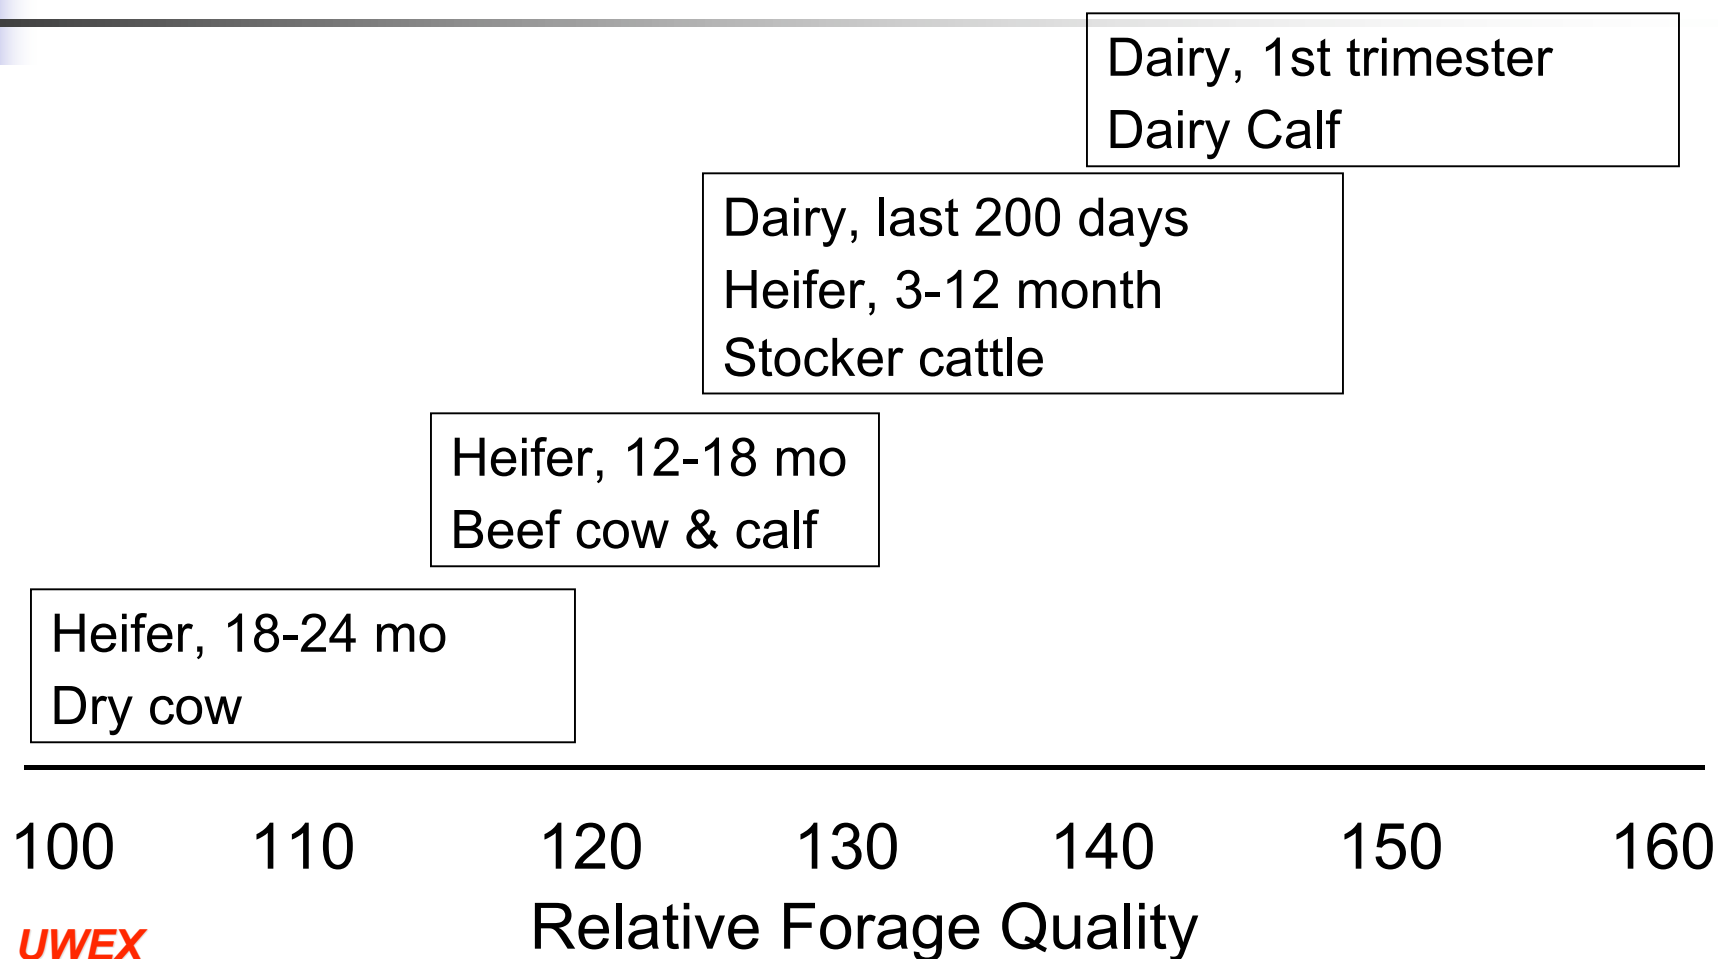 Dairy, 1st trimester
Dairy Calf
Dairy, last 200 days
Heifer, 3-12 month
Stocker cattle
Heifer, 12-18 mo
Beef cow & calf
Heifer, 18-24 mo
Dry cow
100 110 120 130 140 150 160
Relative Forage Quality
UWEX